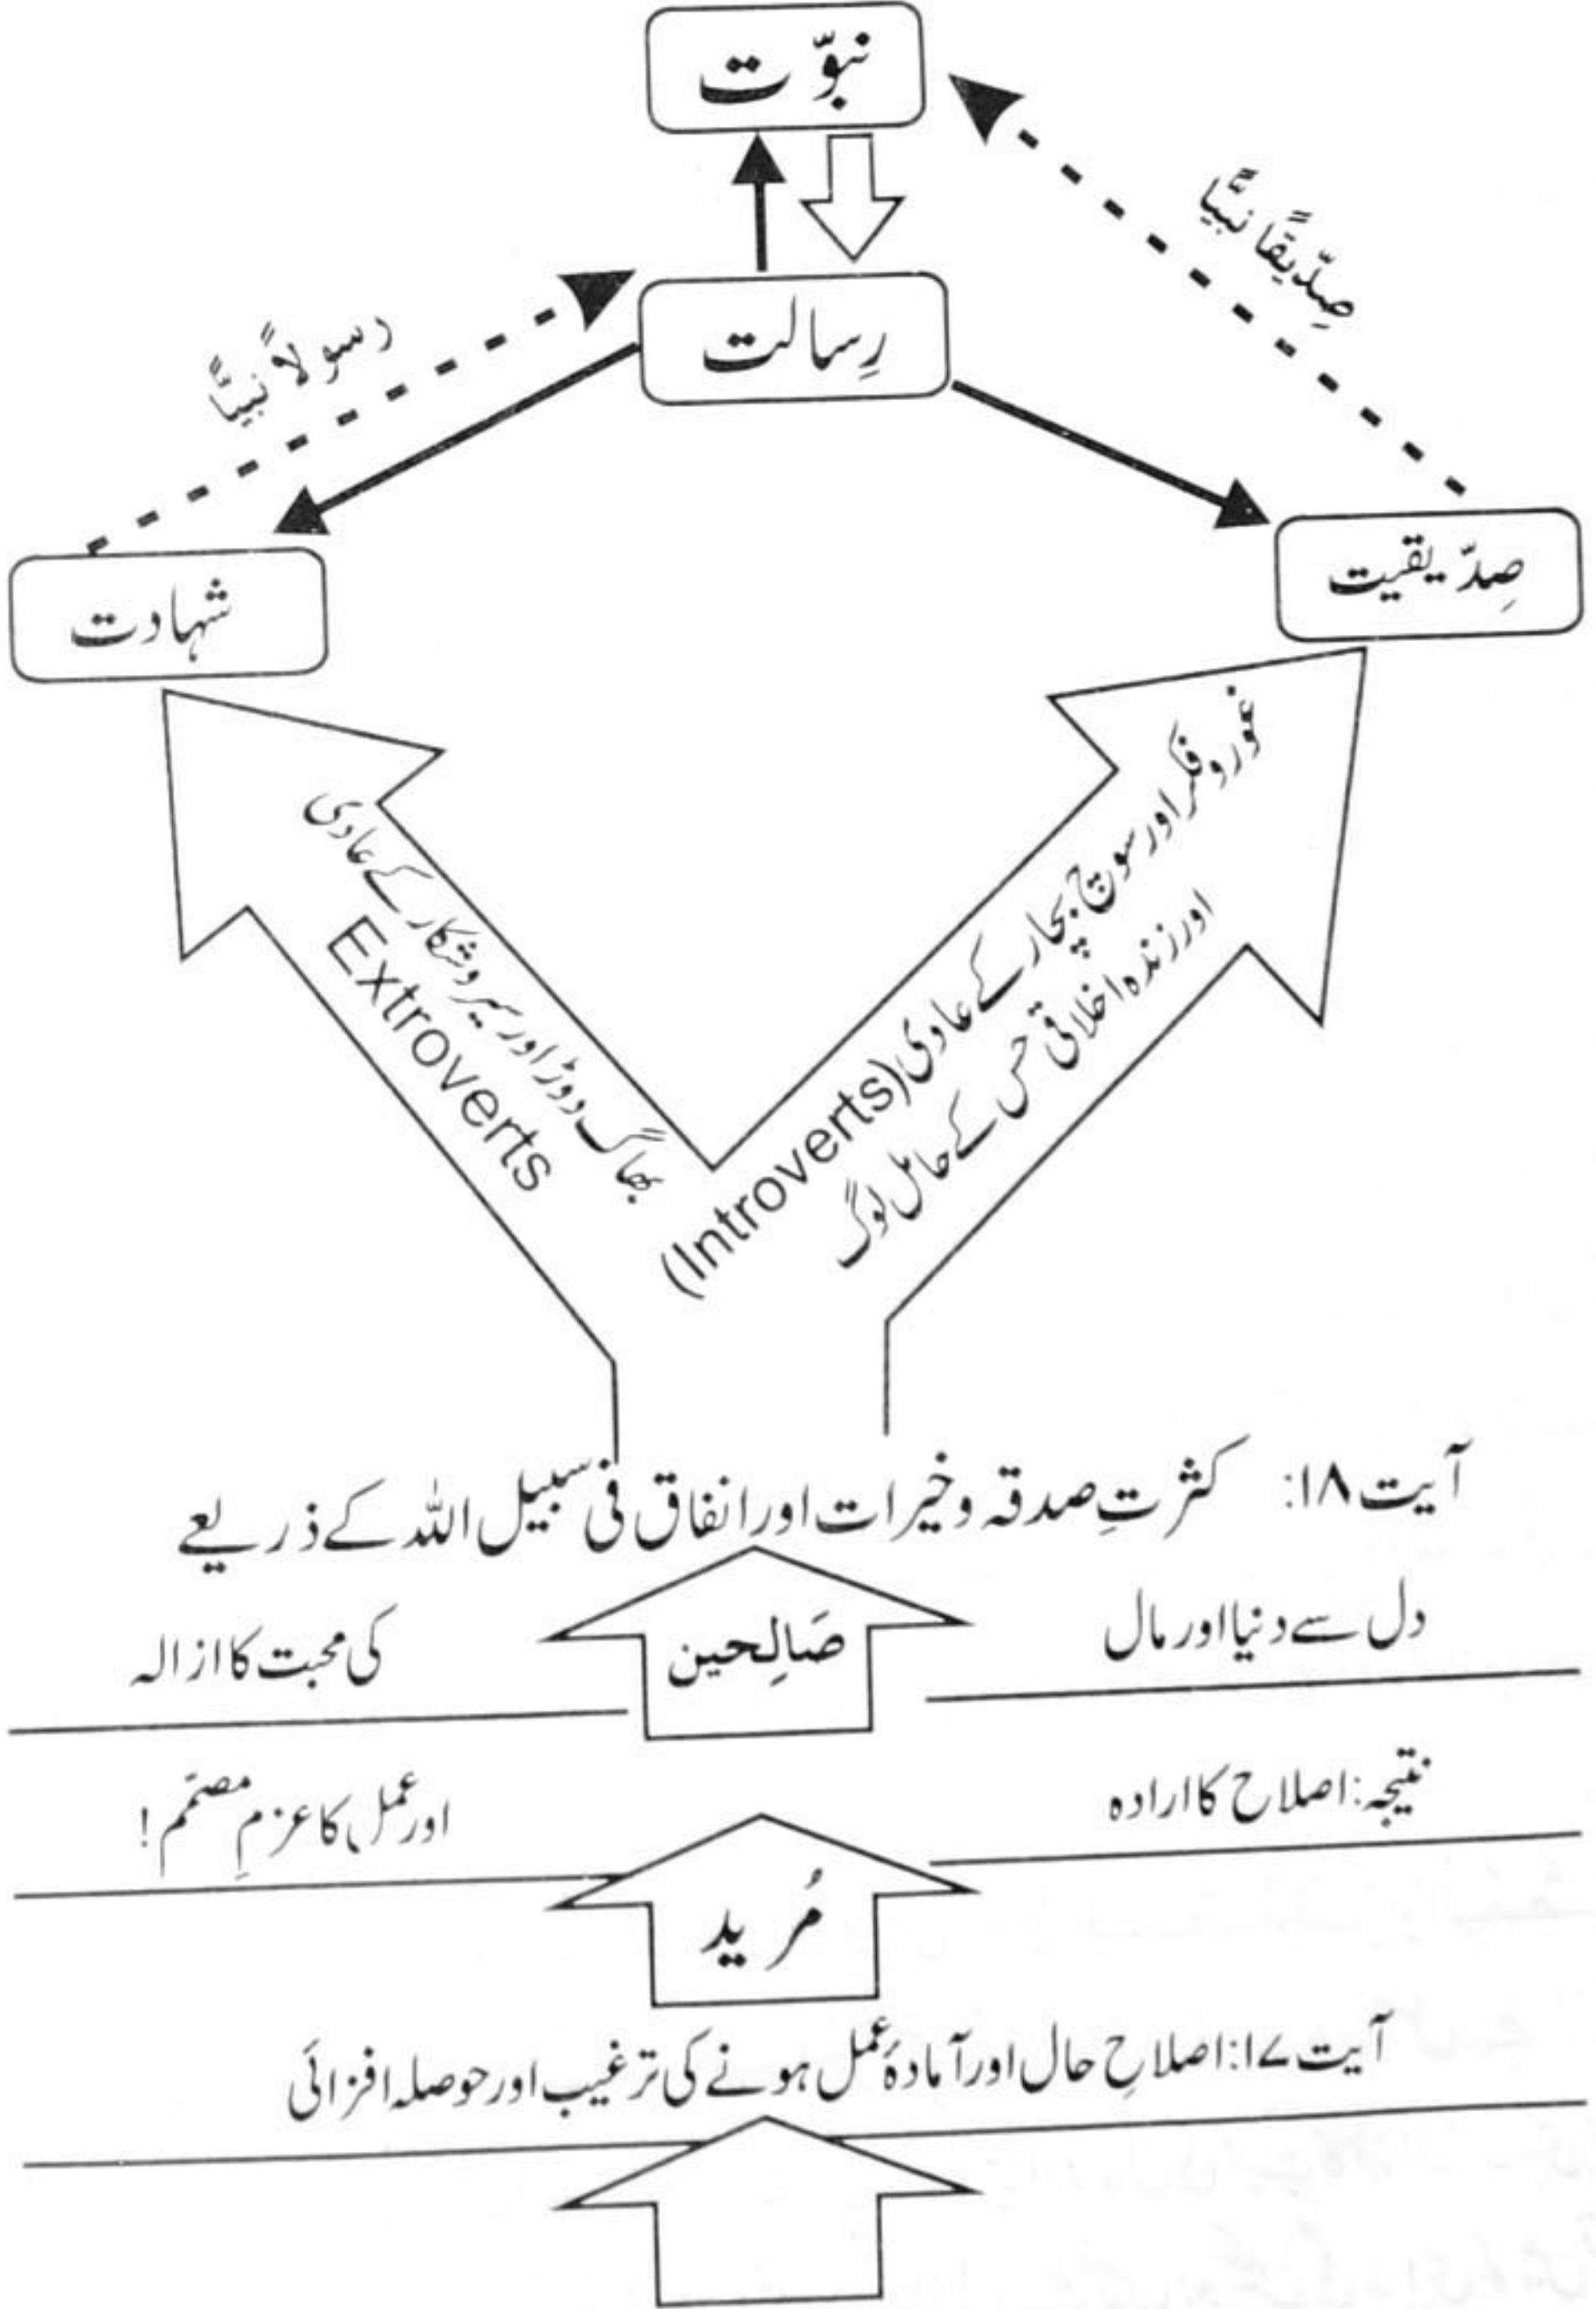 نبوّت
صِدّیقًا نبیًّا
رسولاً نبیًّا
رِسالت
صِدّیقیت
شہادت
غور و فکر اور سوچ بچار کے عادی (Introverts)
اور زندہ اخلاقی حس کے حامل لوگ
بھاگ دوڑ اور سیر و شکار کے عادی
Extroverts
آیت ۱۸: کثرتِ صدقہ و خیرات اور انفاق فی سبیل اللہ کے ذریعے
دل سے دنیا اور مال
صَالِحین
کی محبت کا ازالہ
نتیجہ: اصلاح کا ارادہ
اور عمل کا عزمِ مصمّم!
مُرید
آیت ۱۷: اصلاحِ حال اور آمادۂ عمل ہونے کی ترغیب اور حوصلہ افزائی